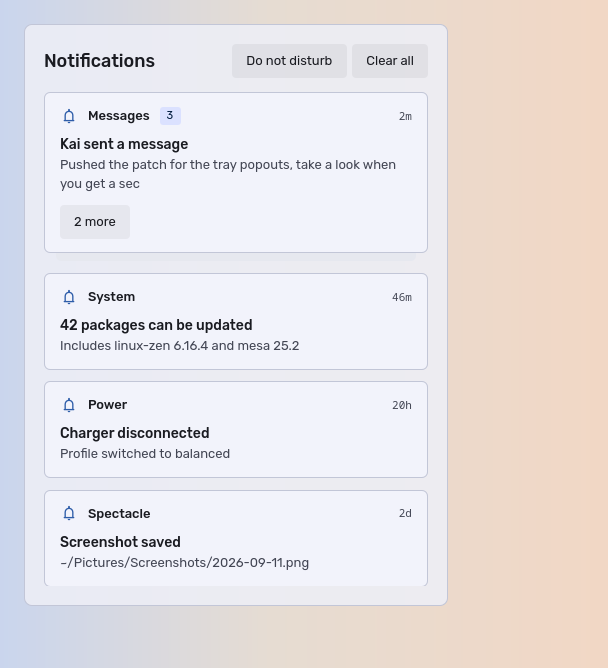 Notifications
Do not disturb
Clear all
Messages 3 2m
Kai sent a message
Pushed the patch for the tray popouts, take a look when
you get a sec
2 more
System 46m
42 packages can be updated
Includes linux-zen 6.16.4 and mesa 25.2
Power 20h
Charger disconnected
Profile switched to balanced
Spectacle 2d
Screenshot saved
~/Pictures/Screenshots/2026-09-11.png